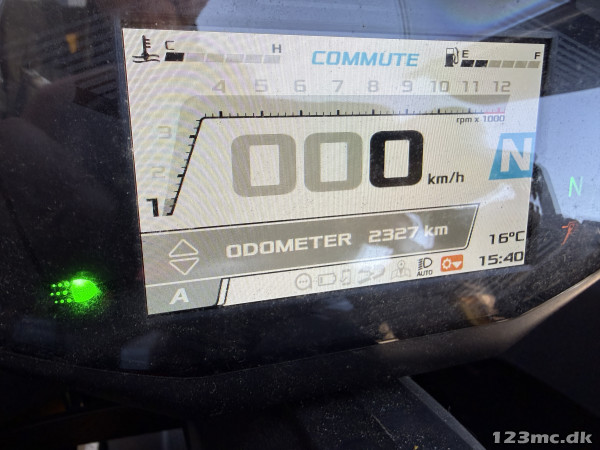 C H COMMUTE E F
4 5 6 7 8 9 10 11 12
rpm x 1000
3
2
1
000 km/h N
N
ODOMETER 2327 km 16°C
AUTO 15:40
A
123mc.dk